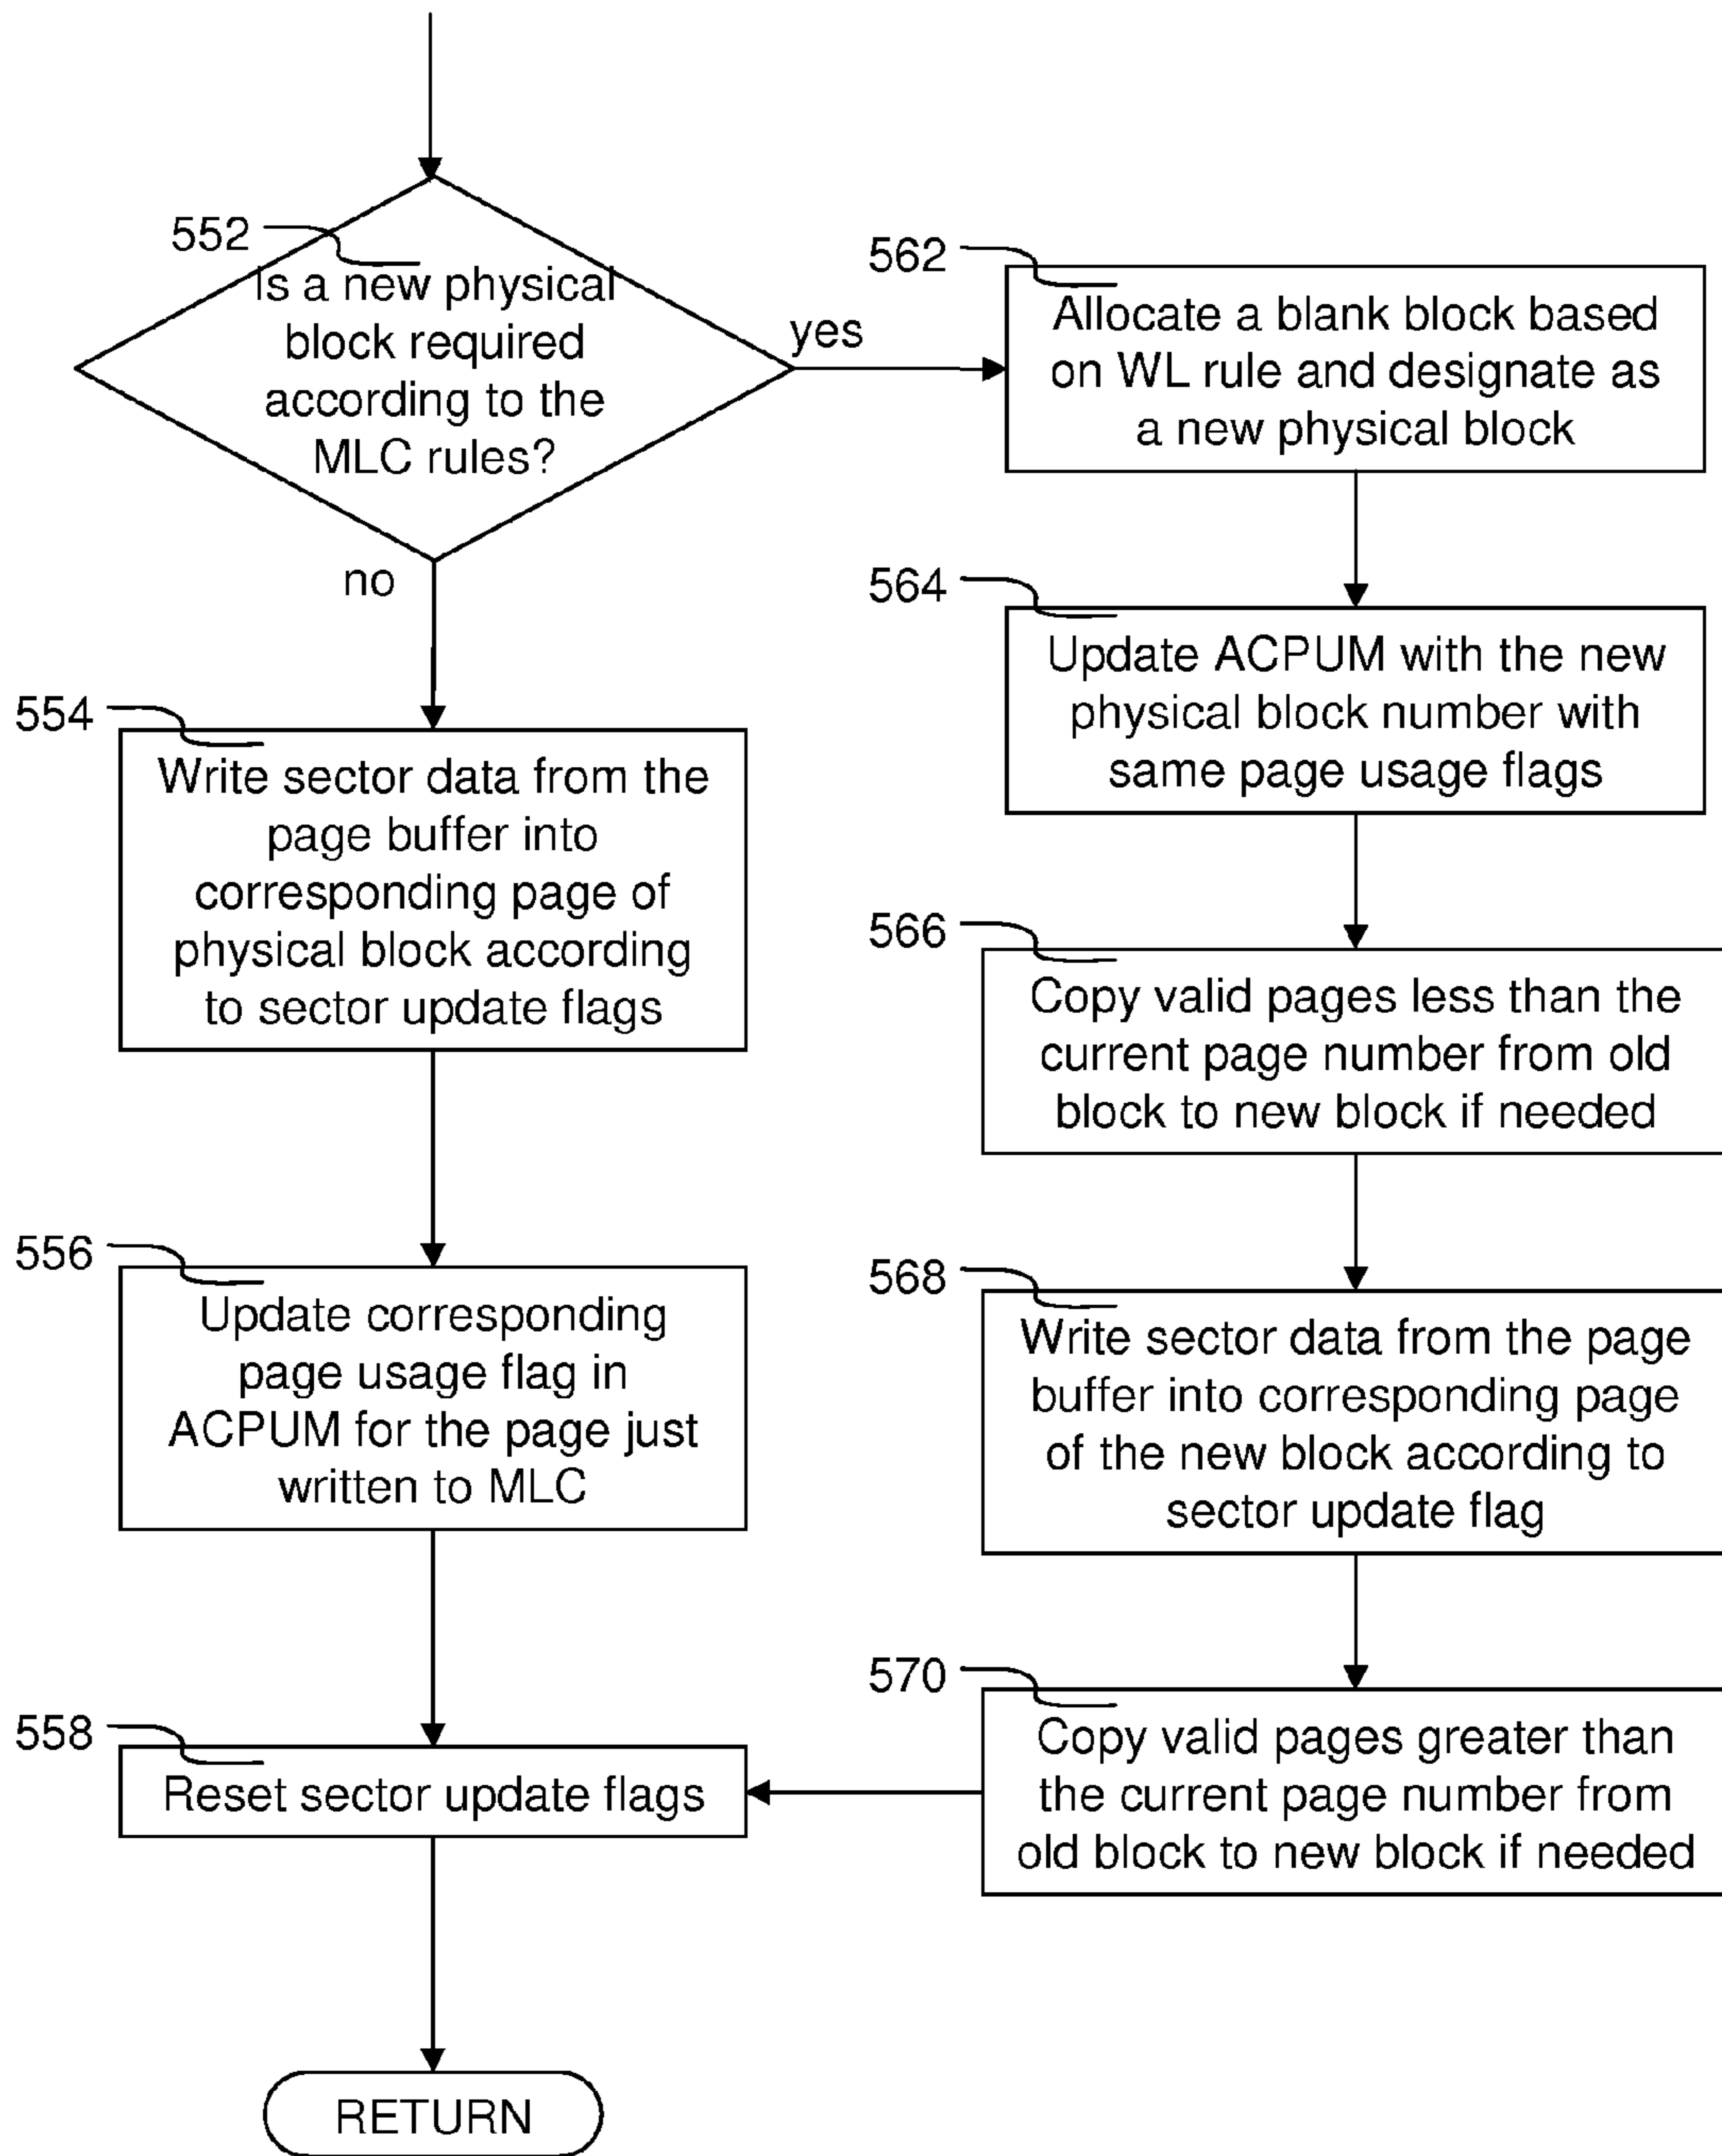 552
Is a new physical
block required
according to the
MLC rules?
yes
no
562
Allocate a blank block based
on WL rule and designate as
a new physical block
564
Update ACPUM with the new
physical block number with
same page usage flags
554
Write sector data from the
page buffer into
corresponding page of
physical block according
to sector update flags
566
Copy valid pages less than the
current page number from old
block to new block if needed
556
Update corresponding
page usage flag in
ACPUM for the page just
written to MLC
568
Write sector data from the page
buffer into corresponding page
of the new block according to
sector update flag
570
Copy valid pages greater than
the current page number from
old block to new block if needed
558
Reset sector update flags
RETURN